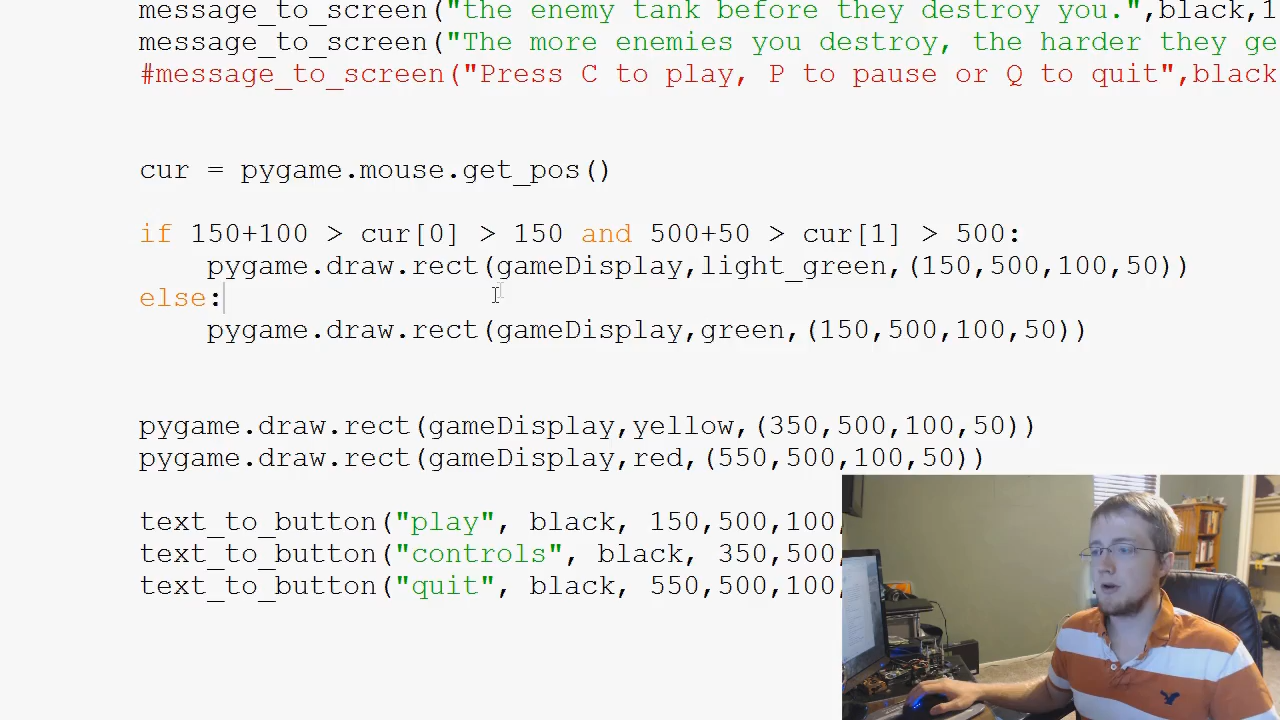 message_to_screen("the enemy tank before they destroy you.",black,1
message_to_screen("The more enemies you destroy, the harder they ge
#message_to_screen("Press C to play, P to pause or Q to quit",black
cur = pygame.mouse.get_pos()
if 150+100 > cur[0] > 150 and 500+50 > cur[1] > 500:
pygame.draw.rect(gameDisplay,light_green,(150,500,100,50))
else:
pygame.draw.rect(gameDisplay,green,(150,500,100,50))
pygame.draw.rect(gameDisplay,yellow,(350,500,100,50))
pygame.draw.rect(gameDisplay,red,(550,500,100,50))
text_to_button("play", black, 150,500,100,
text_to_button("controls", black, 350,500
text_to_button("quit", black, 550,500,100,